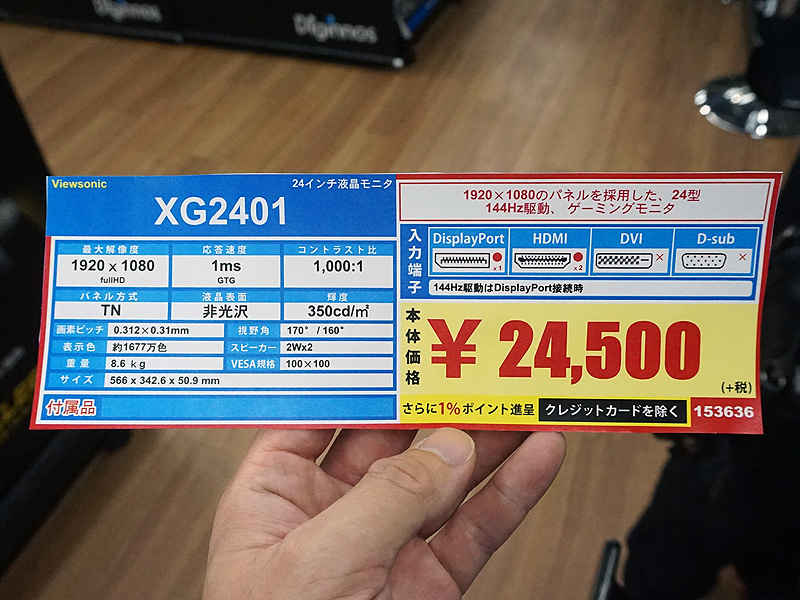 Diginnos
Diginnos
Viewsonic
24インチ液晶モニタ
XG2401
最大解像度
応答速度
コントラスト比
1920 x 1080
fullHD
1ms
GTG
1,000:1
パネル方式
液晶表面
輝度
TN
非光沢
350cd/㎡
画素ピッチ
0.312×0.31mm
視野角
170° / 160°
表示色
約1677万色
スピーカー
2Wx2
重量
8.6 kg
VESA規格
100×100
サイズ
566 x 342.6 x 50.9 mm
付属品
1920×1080のパネルを採用した、24型
144Hz駆動、ゲーミングモニタ
入力端子
DisplayPort
HDMI
DVI
D-sub
x1
x2
×
×
144Hz駆動はDisplayPort接続時
本体価格
¥ 24,500
(+税)
さらに1%ポイント進呈
クレジットカードを除く
153636